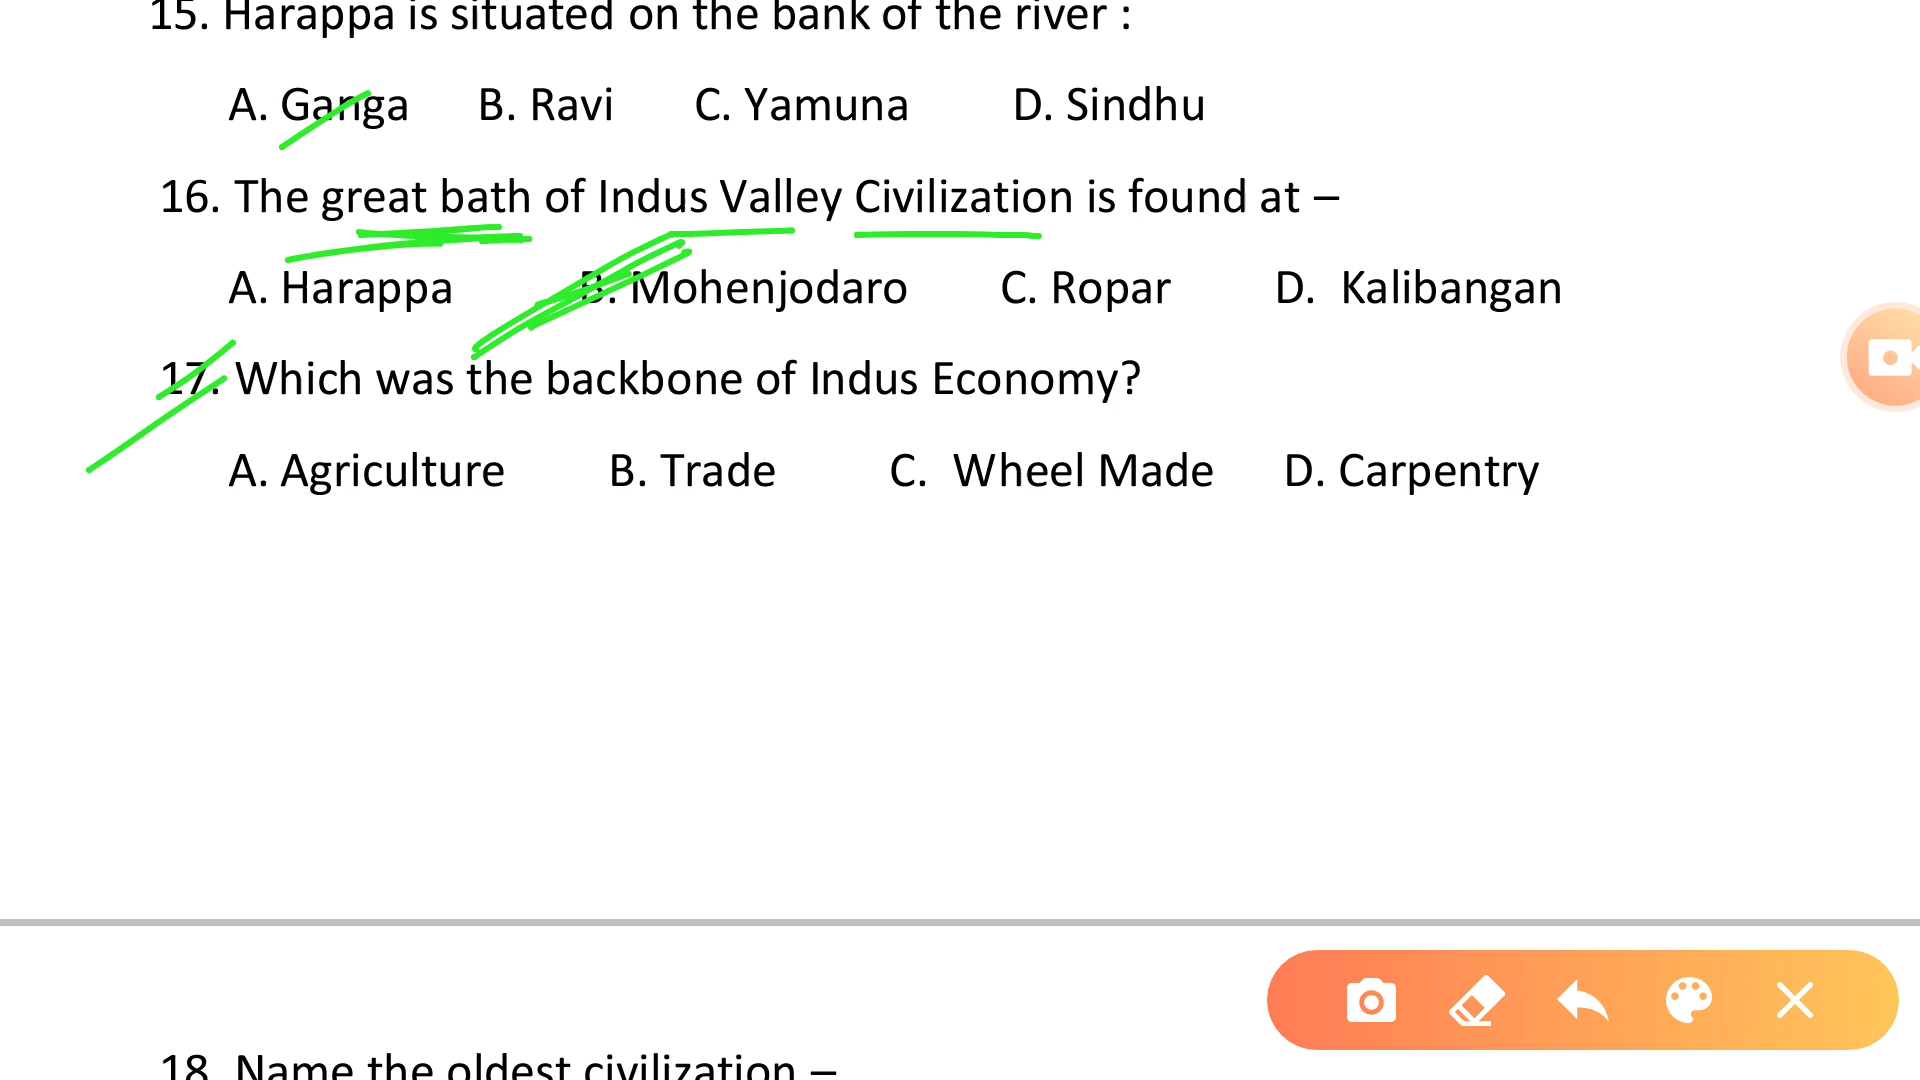 15. Harappa is situated on the bank of the river :
A. Ganga B. Ravi C. Yamuna D. Sindhu
16. The great bath of Indus Valley Civilization is found at –
A. Harappa B. Mohenjodaro C. Ropar D. Kalibangan
17. Which was the backbone of Indus Economy?
A. Agriculture B. Trade C. Wheel Made D. Carpentry
18. Name the oldest civilization –